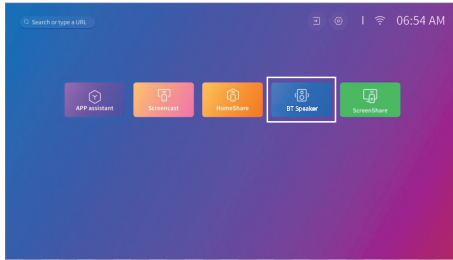 Search or type a URL
06:54 AM
APP assistant
Screencast
HomeShare
BT Speaker
ScreenShare